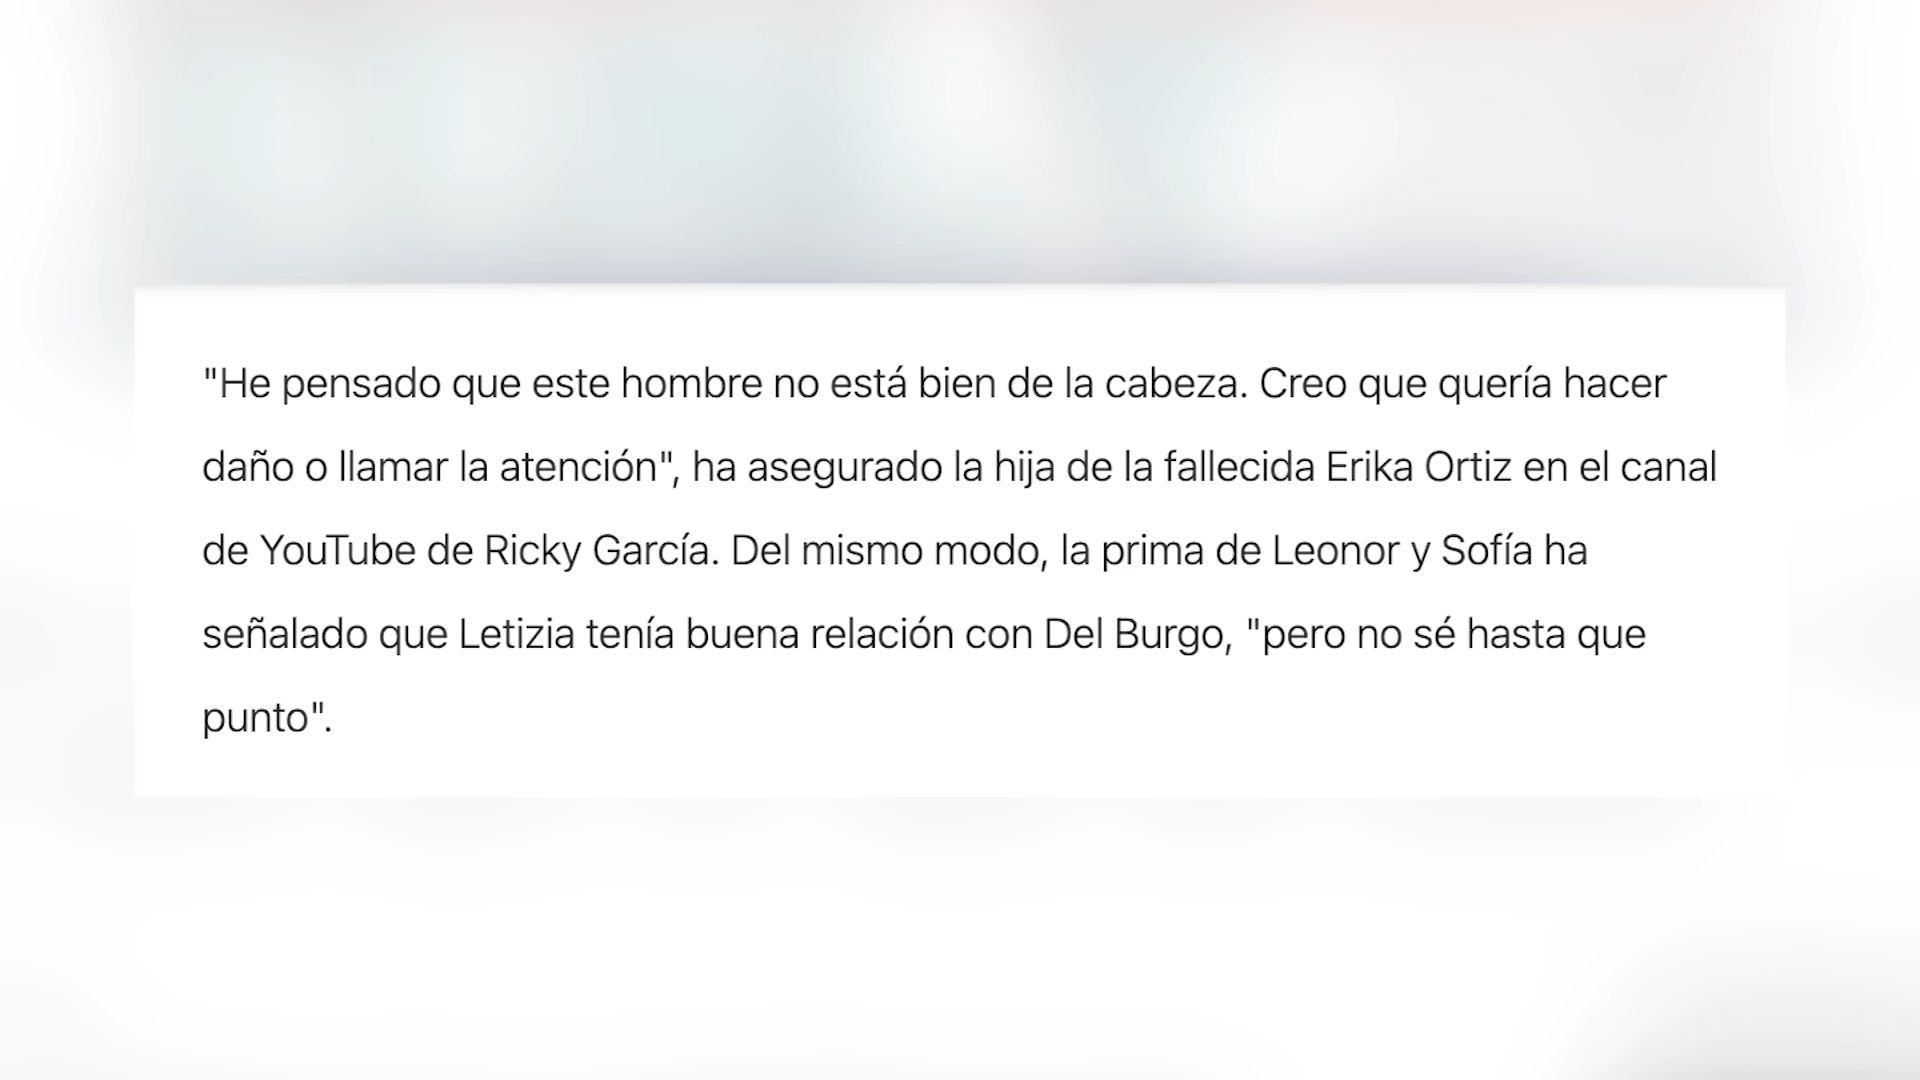 "He pensado que este hombre no está bien de la cabeza. Creo que quería hacer
daño o llamar la atención", ha asegurado la hija de la fallecida Erika Ortiz en el canal
de YouTube de Ricky García. Del mismo modo, la prima de Leonor y Sofía ha
señalado que Letizia tenía buena relación con Del Burgo, "pero no sé hasta que
punto".